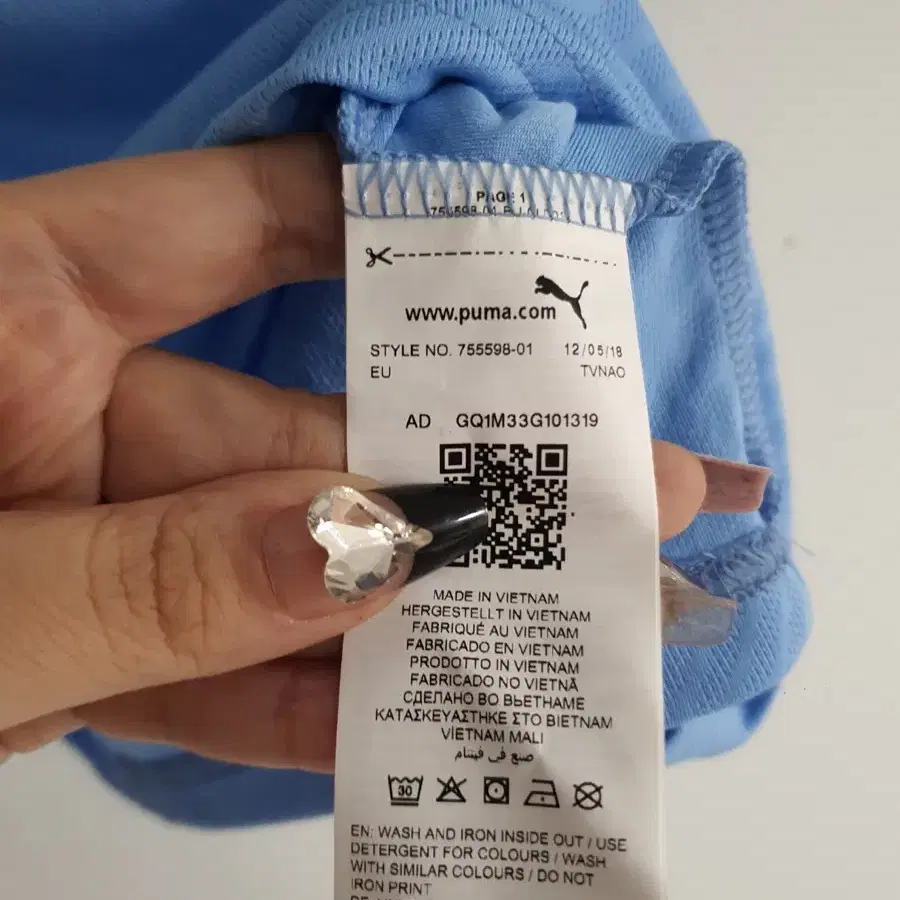 PAGE 1
www.puma.com
STYLE NO. 755598-01 12/05/18
EU TVNAO
AD GQ1M33G101319
MADE IN VIETNAM
HERGESTELLT IN VIETNAM
FABRIQUÉ AU VIETNAM
FABRICADO EN VIETNAM
PRODOTTO IN VIETNAM
FABRICADO NO VIETNÃ
СДЕЛАНО ВО ВЬЕТНАМЕ
ΚΑΤΑΣΚΕΥΑΣΤΗΚΕ ΣΤΟ ΒΙΕΤΝΑΜ
VİETNAM MALI
صنع في فيتنام
30
EN: WASH AND IRON INSIDE OUT / USE
DETERGENT FOR COLOURS / WASH
WITH SIMILAR COLOURS / DO NOT
IRON PRINT